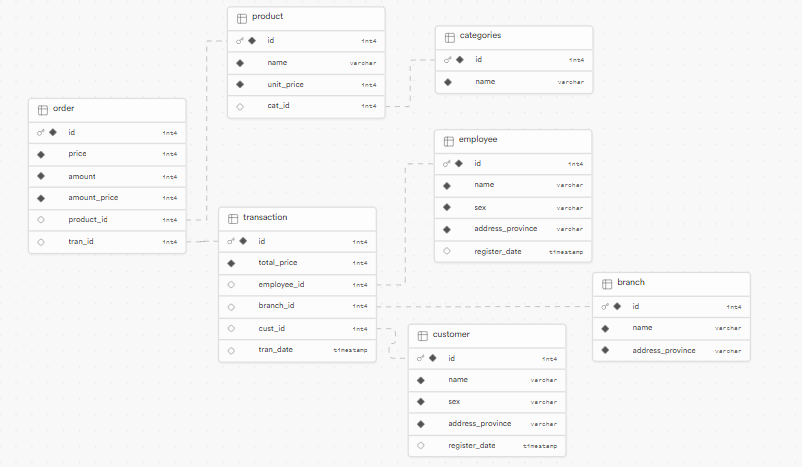 product
id int4
name varchar
unit_price int4
cat_id int4
categories
id int4
name varchar
order
id int4
price int4
amount int4
amount_price int4
product_id int4
tran_id int4
employee
id int4
name varchar
sex varchar
address_province varchar
register_date timestamp
transaction
id int4
total_price int4
employee_id int4
branch_id int4
cust_id int4
tran_date timestamp
branch
id int4
name varchar
address_province varchar
customer
id int4
name varchar
sex varchar
address_province varchar
register_date timestamp